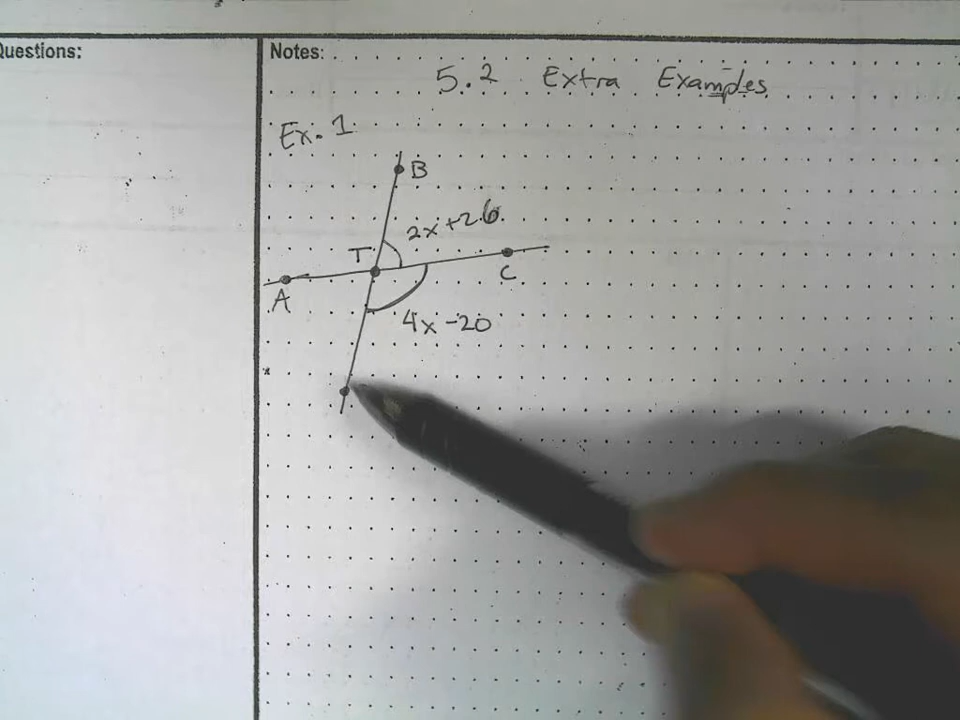 Questions:
Notes:
5.2 Extra Examples
Ex. 1
B
2x+26
T
C
A
4x-20